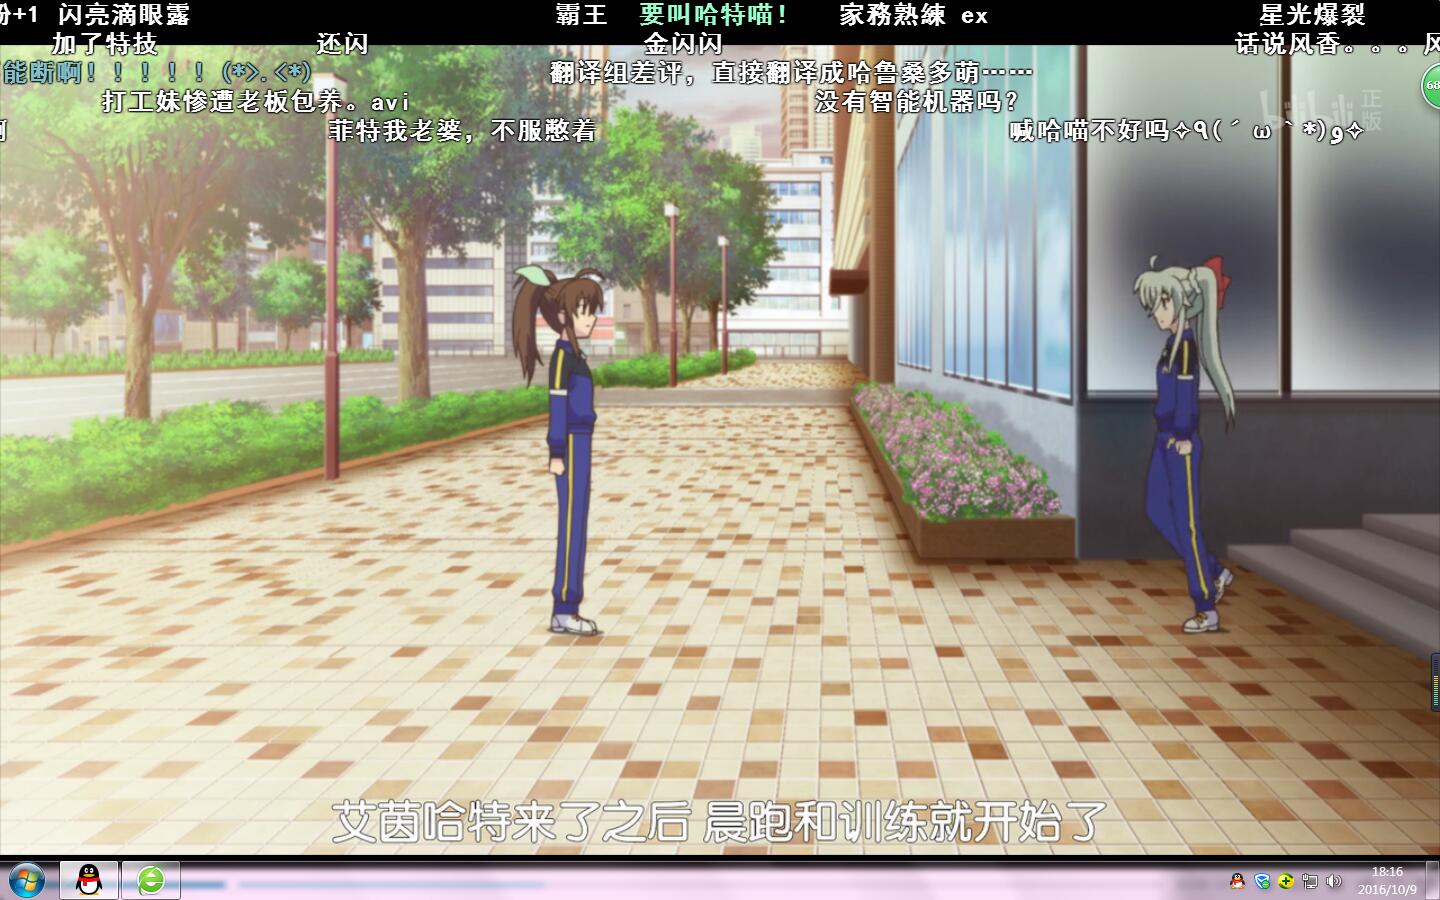 份+1 闪亮滴眼露 霸王 要叫哈特喵！ 家務熟練 ex 星光爆裂
加了特技 还闪 金闪闪 话说风香。。。风
能断啊！！！！！(*>.<*) 翻译组差评，直接翻译成哈鲁桑多萌……
68
打工妹惨遭老板包养。avi 没有智能机器吗？
bilibili 正版
菲特我老婆，不服憋着 喊哈喵不好吗✧٩(ˊωˋ*)و✧
艾茵哈特来了之后 晨跑和训练就开始了
18:16
2016/10/9